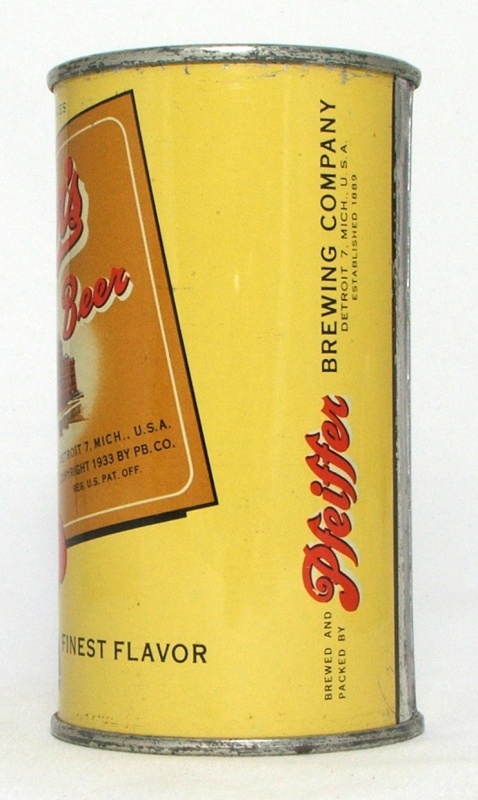 Beer
DETROIT 7, MICH., U.S.A.
COPYRIGHT 1933 BY PB. CO.
REG. U.S. PAT. OFF.
FINEST FLAVOR
BREWED AND
PACKED BY
Pfeiffer BREWING COMPANY
DETROIT 7, MICH., U.S.A.
ESTABLISHED 1889